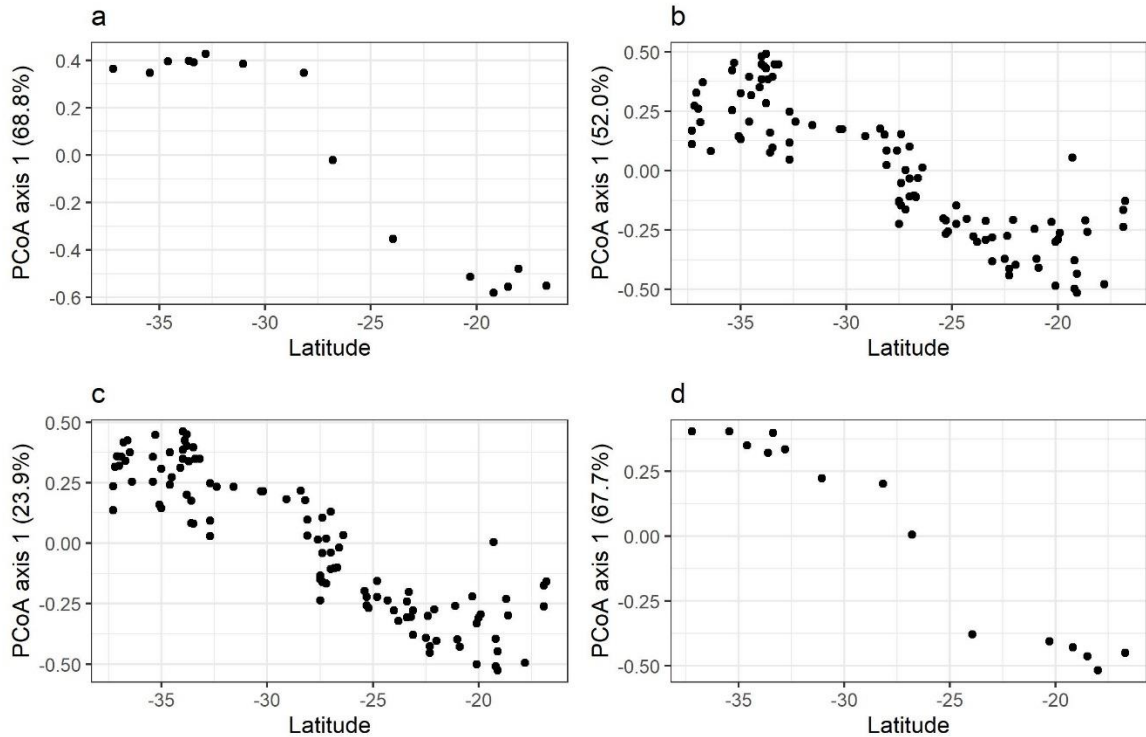 a
PCoA axis 1 (68.8%)
0.4
0.2
0.0
-0.2
-0.4
-0.6
-35 -30 -25 -20
Latitude
b
PCoA axis 1 (52.0%)
0.50
0.25
0.00
-0.25
-0.50
-35 -30 -25 -20
Latitude
c
PCoA axis 1 (23.9%)
0.50
0.25
0.00
-0.25
-0.50
-35 -30 -25 -20
Latitude
d
PCoA axis 1 (67.7%)
0.25
0.00
-0.25
-0.50
-35 -30 -25 -20
Latitude